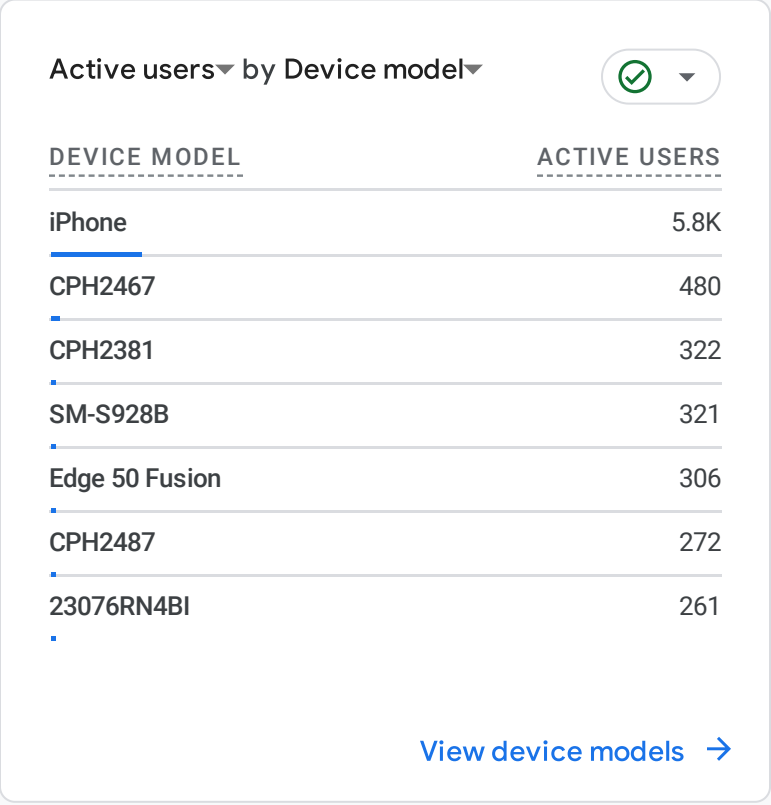 Active users by Device model
DEVICE MODEL ACTIVE USERS
iPhone 5.8K
CPH2467 480
CPH2381 322
SM-S928B 321
Edge 50 Fusion 306
CPH2487 272
23076RN4BI 261
View device models